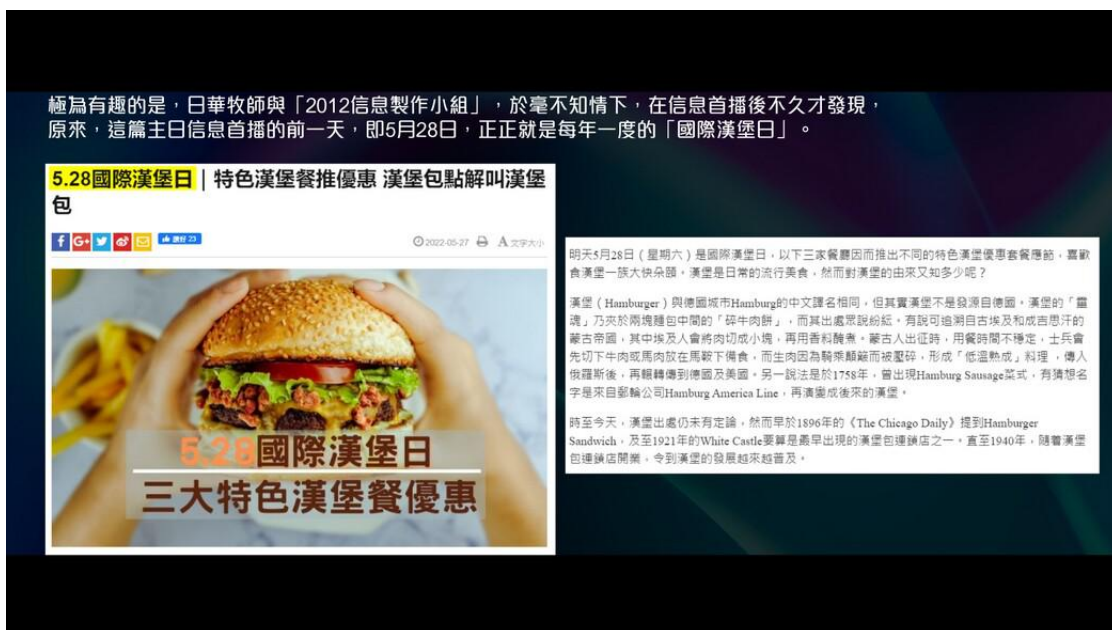 極為有趣的是，日華牧師與「2012信息製作小組」，於毫不知情下，在信息首播後不久才發現，
原來，這篇主日信息首播的前一天，即5月28日，正正就是每年一度的「國際漢堡日」。
5.28國際漢堡日｜特色漢堡餐推優惠 漢堡包點解叫漢堡
包
讚好 23
2022-05-27 A 文字大小
5.28國際漢堡日
三大特色漢堡餐優惠
明天5月28日（星期六）是國際漢堡日，以下三家餐廳因而推出不同的特色漢堡優惠套餐應節，喜歡
食漢堡一族大快朵頤。漢堡是日常的流行美食，然而對漢堡的由來又知多少呢？
漢堡（Hamburger）與德國城市Hamburg的中文譯名相同，但其實漢堡不是發源自德國。漢堡的「靈
魂」乃夾於兩塊麵包中間的「碎牛肉餅」，而其出處眾說紛紜。有說可追溯自古埃及和成吉思汗的
蒙古帝國，其中埃及人會將肉切成小塊，再用香料醃煮。蒙古人出征時，用餐時間不穩定，士兵會
先切下牛肉或馬肉放在馬鞍下備食，而生肉因為騎乘顛簸而被壓碎，形成「低溫熟成」料理，傳入
俄羅斯後，再輾轉傳到德國及美國。另一說法是於1758年，曾出現Hamburg Sausage菜式，有猜想名
字是來自郵輪公司Hamburg America Line，再演變成後來的漢堡。
時至今天，漢堡出處仍未有定論，然而早於1896年的《The Chicago Daily》提到Hamburger
Sandwich，及至1921年的White Castle要算是最早出現的漢堡包連鎖店之一。直至1940年，隨着漢堡
包連鎖店開業，令到漢堡的發展越來越普及。